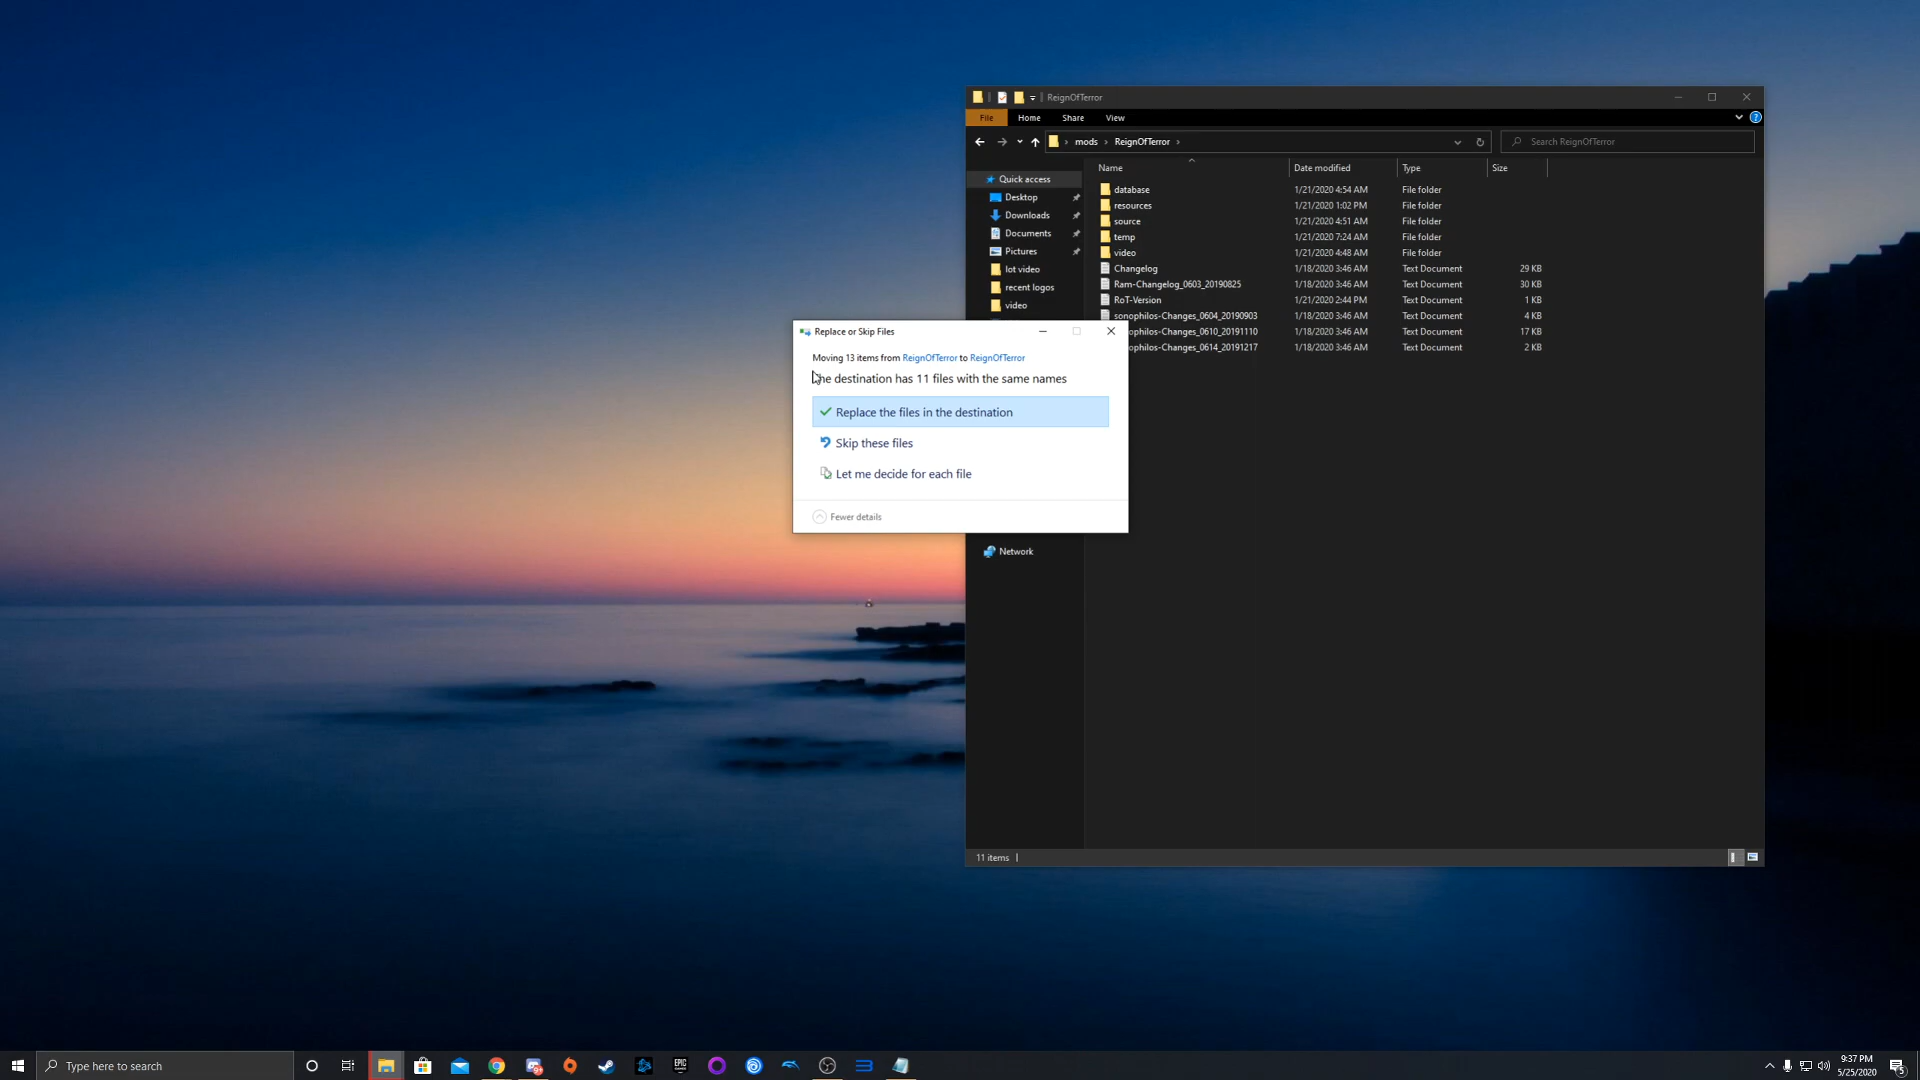 ReignOfTerror
File Home Share View
mods ReignOfTerror
Search ReignOfTerror
Name Date modified Type Size
Quick access
Desktop
Downloads
Documents
Pictures
lot video
recent logos
video
Network
database 1/21/2020 4:54 AM File folder
resources 1/21/2020 1:02 PM File folder
source 1/21/2020 4:51 AM File folder
temp 1/21/2020 7:24 AM File folder
video 1/21/2020 4:48 AM File folder
Changelog 1/18/2020 3:46 AM Text Document 29 KB
Ram-Changelog_0603_20190825 1/18/2020 3:46 AM Text Document 30 KB
RoT-Version 1/21/2020 2:44 PM Text Document 1 KB
sonophilos-Changes_0604_20190903 1/18/2020 3:46 AM Text Document 4 KB
ophilos-Changes_0610_20191110 1/18/2020 3:46 AM Text Document 17 KB
ophilos-Changes_0614_20191217 1/18/2020 3:46 AM Text Document 2 KB
Replace or Skip Files
Moving 13 items from ReignOfTerror to ReignOfTerror
The destination has 11 files with the same names
Replace the files in the destination
Skip these files
Let me decide for each file
Fewer details
11 items
Type here to search
EPIC
9:37 PM
5/25/2020
5